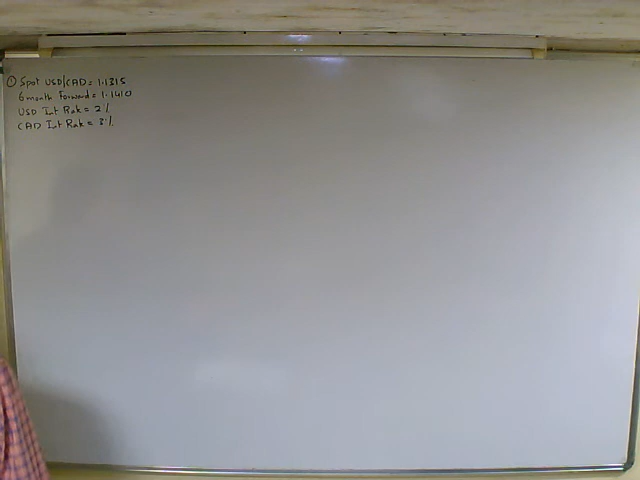 ① Spot USD/CAD = 1.1315
6 month Forward = 1.1410
USD Int Rate = 2%
CAD Int Rate = 3%